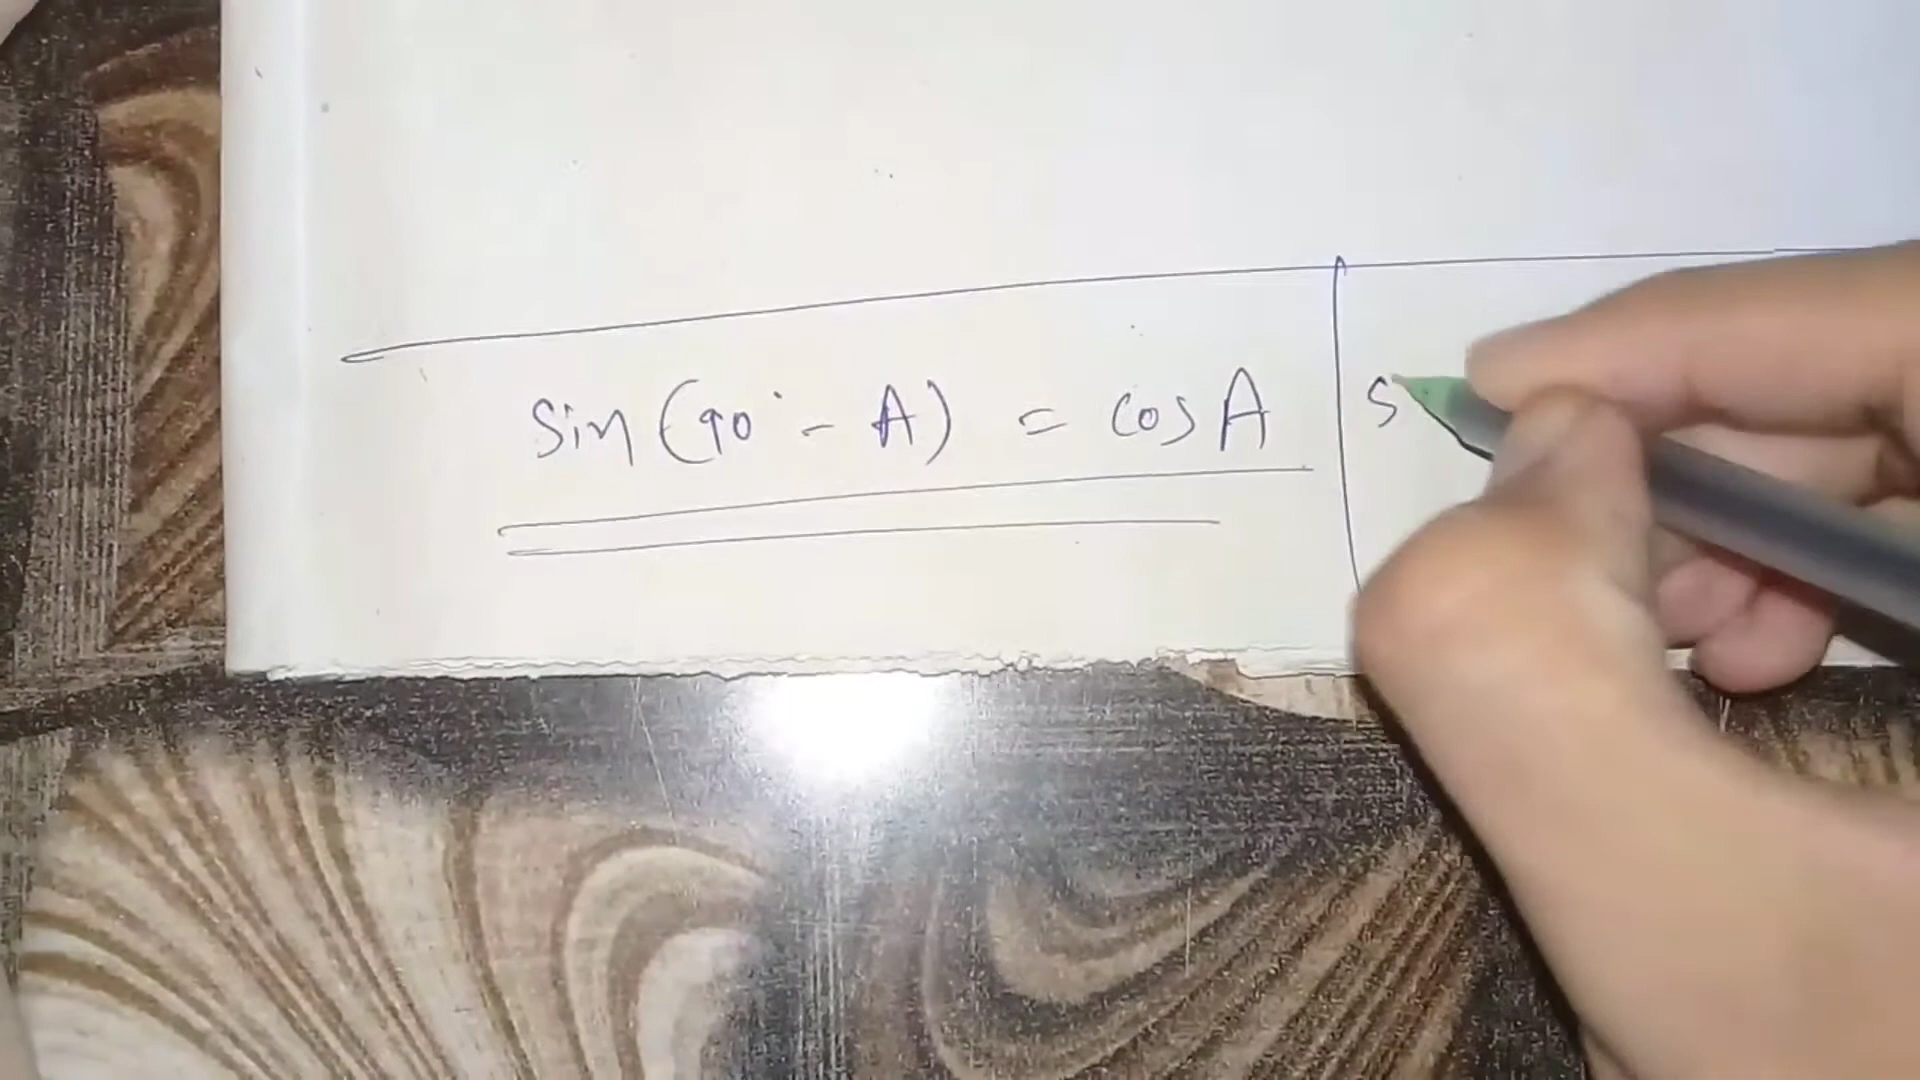 Sin (90° - A) = Cos A
S